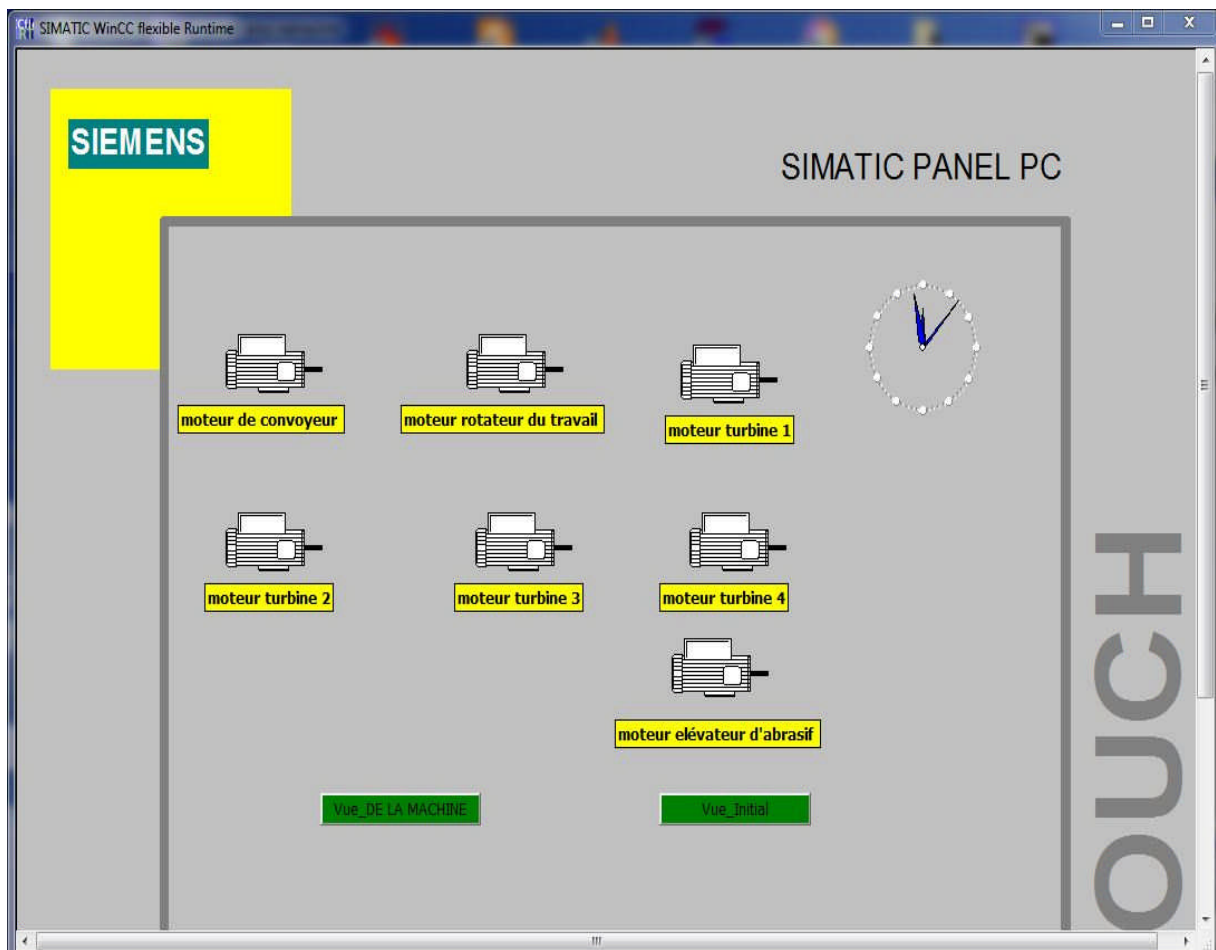 SIMATIC WinCC flexible Runtime
SIEMENS
SIMATIC PANEL PC
moteur de convoyeur
moteur rotateur du travail
moteur turbine 1
moteur turbine 2
moteur turbine 3
moteur turbine 4
moteur elévateur d'abrasif
Vue_DE LA MACHINE
Vue_Initial
OUCH